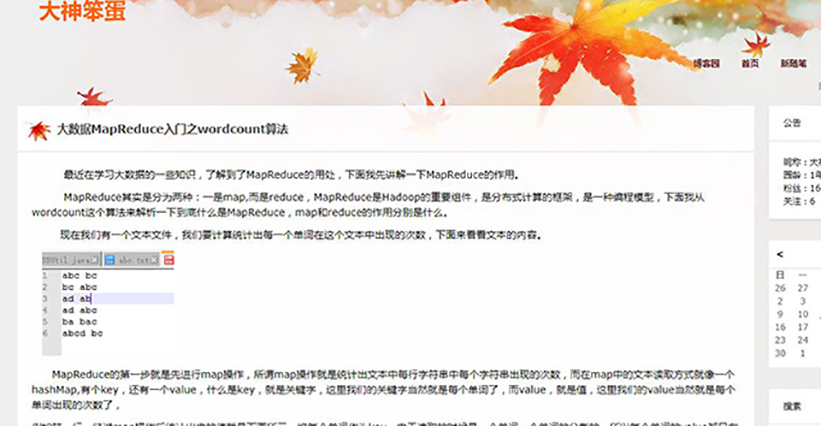 大神笨蛋
博客园 首页 新随笔
大数据MapReduce入门之wordcount算法
最近在学习大数据的一些知识，了解到了MapReduce的用处，下面我先讲解一下MapReduce的作用。
MapReduce其实是分为两种：一是map,而是reduce，MapReduce是Hadoop的重要组件，是分布式计算的框架，是一种编程模型，下面我从
wordcount这个算法来解析一下到底什么是MapReduce，map和reduce的作用分别是什么。
现在我们有一个文本文件，我们要计算统计出每一个单词在这个文本中出现的次数，下面来看看文本的内容。
DBUtil.java abc.txt
1 abc bc
2 bc abc
3 ad ab
4 ad abc
5 ba bac
6 abcd bc
MapReduce的第一步就是先进行map操作，所谓map操作就是统计出文本中每行字符串中每个字符串出现的次数，而在map中的文本读取方式就像一个
hashMap,有个key，还有一个value，什么是key，就是关键字，这里我们的关键字当然就是每个单词了，而value，就是值，这里我们的value当然就是每个
单词出现的次数了，
公告
昵称：大神
园龄：1年
粉丝：16
关注：6
<
日 一
26 27
2 3
9 10
16 17
23 24
30 1
搜索